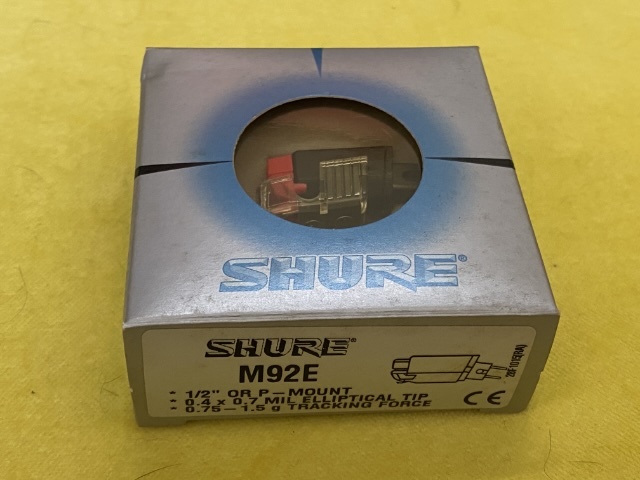 SHURE®
SHURE®
M92E
* 1/2" OR P-MOUNT
* 0.4 x 0.7 MIL ELLIPTICAL TIP
* 0.75-1.5 g TRACKING FORCE
CE